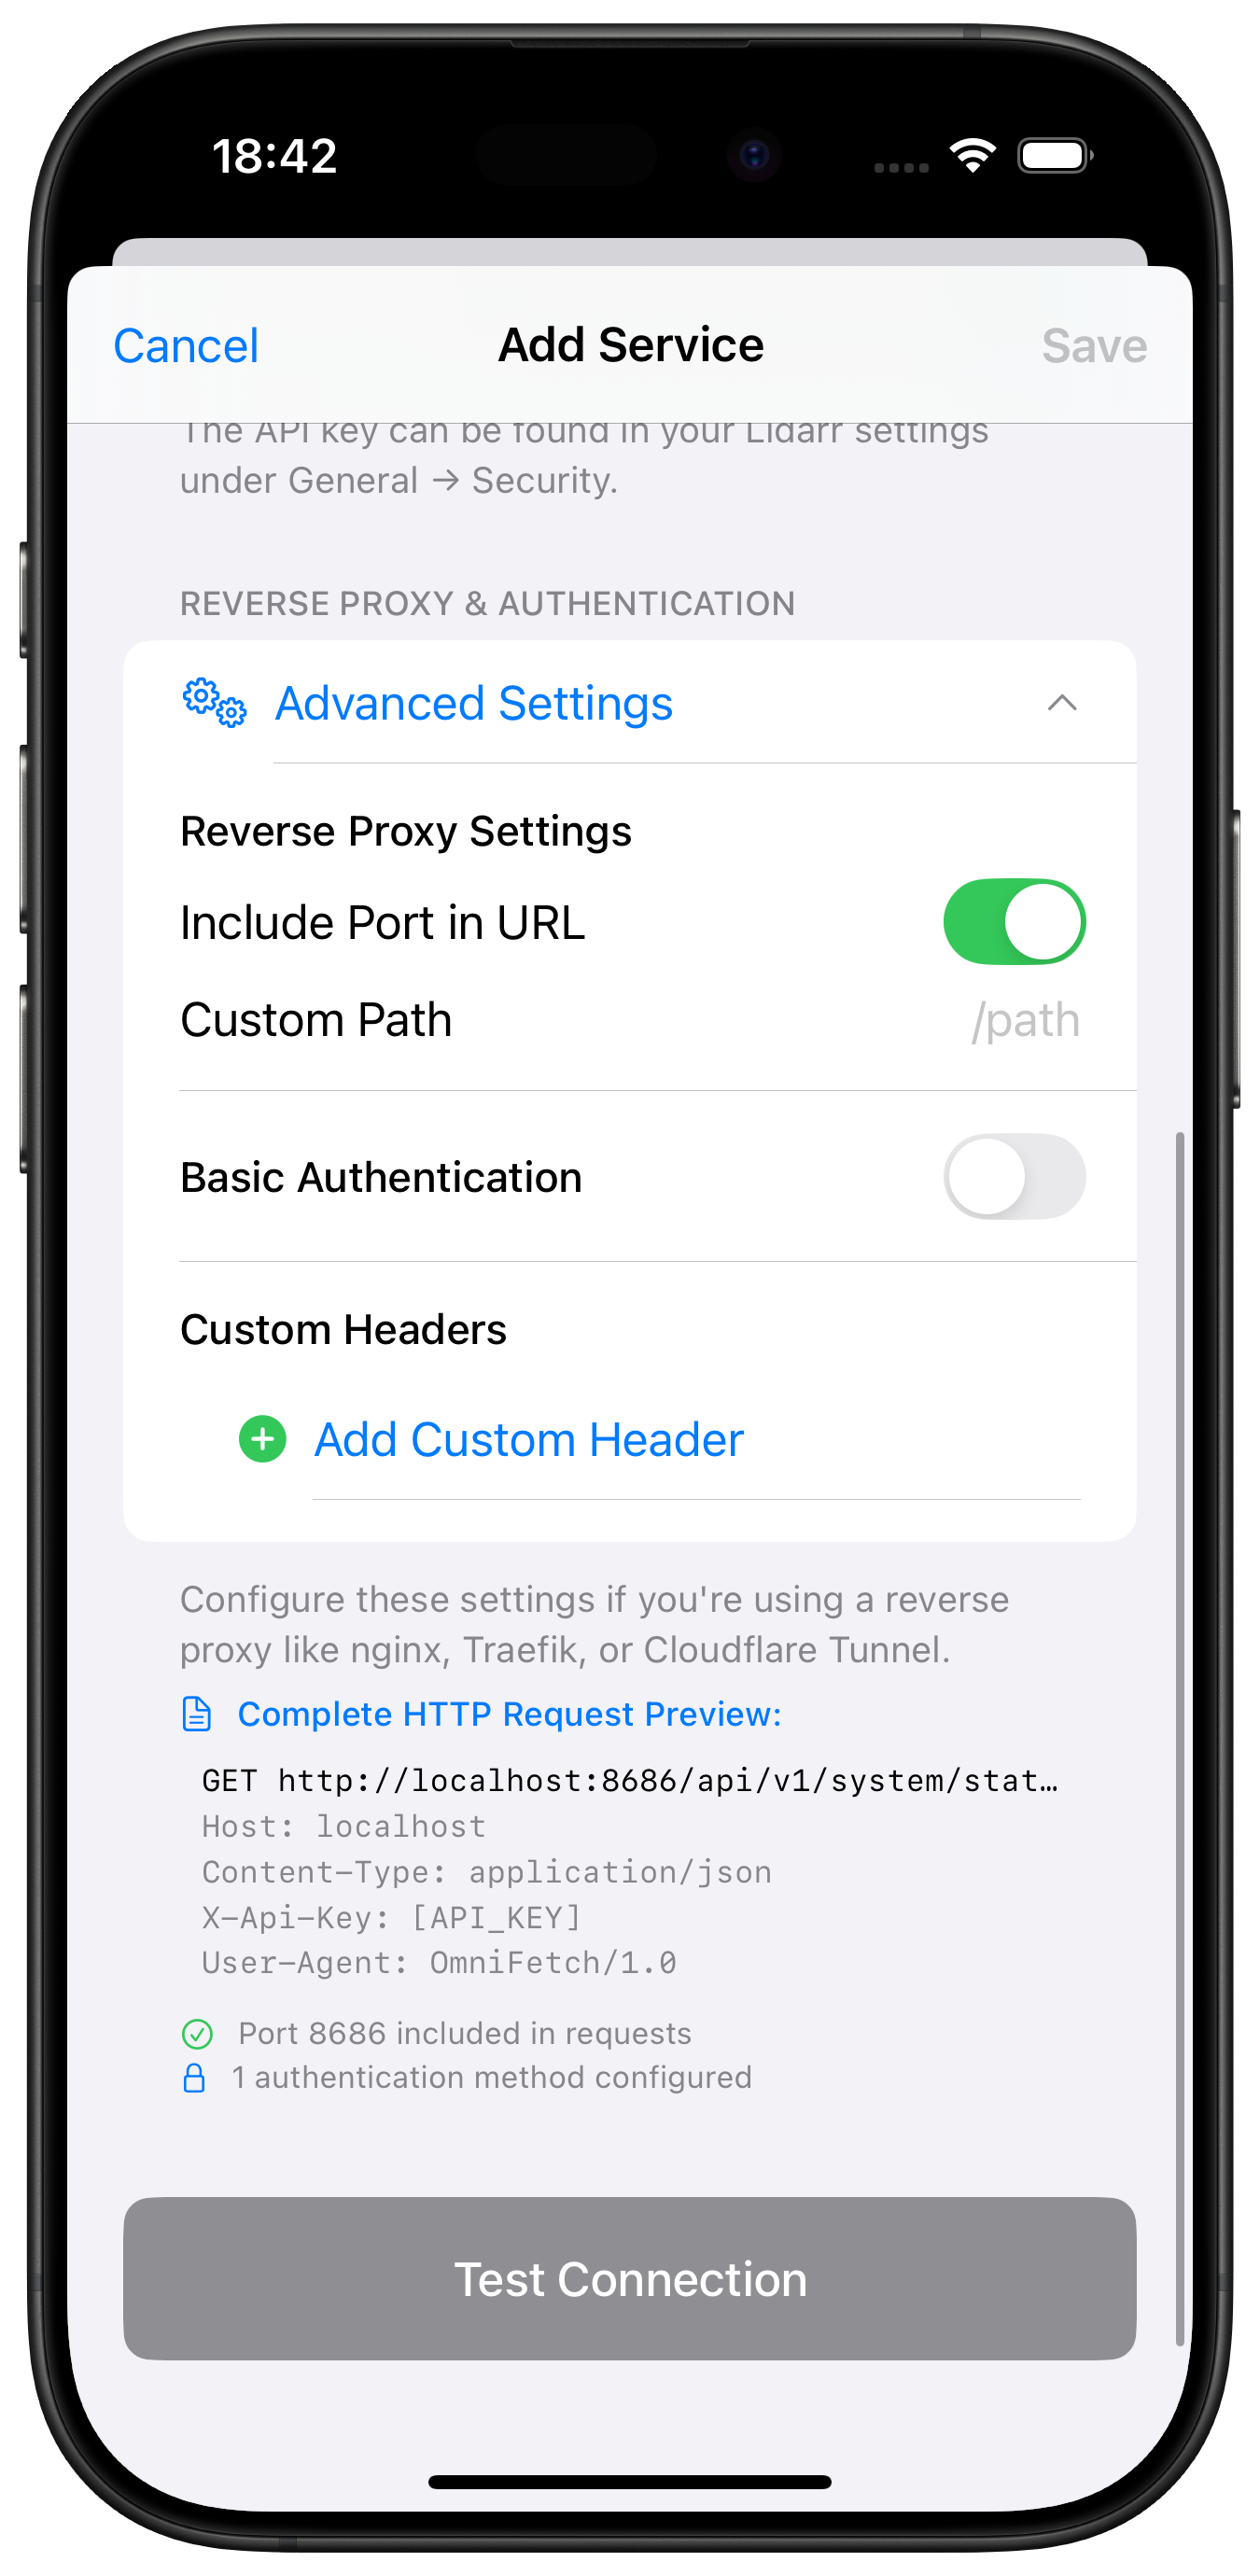 18:42
Cancel
Add Service
Save
The API key can be found in your Lidarr settings
under General → Security.
REVERSE PROXY & AUTHENTICATION
Advanced Settings
Reverse Proxy Settings
Include Port in URL
Custom Path
/path
Basic Authentication
Custom Headers
Add Custom Header
Configure these settings if you're using a reverse
proxy like nginx, Traefik, or Cloudflare Tunnel.
Complete HTTP Request Preview:
GET http://localhost:8686/api/v1/system/stat…
Host: localhost
Content-Type: application/json
X-Api-Key: [API_KEY]
User-Agent: OmniFetch/1.0
Port 8686 included in requests
1 authentication method configured
Test Connection